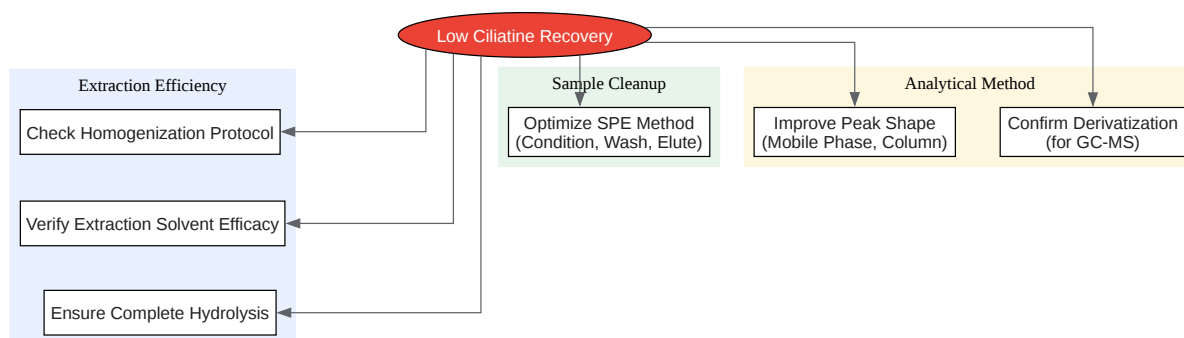 Low Ciliatine Recovery
Extraction Efficiency
Check Homogenization Protocol
Verify Extraction Solvent Efficacy
Ensure Complete Hydrolysis
Sample Cleanup
Optimize SPE Method
(Condition, Wash, Elute)
Analytical Method
Improve Peak Shape
(Mobile Phase, Column)
Confirm Derivatization
(for GC-MS)